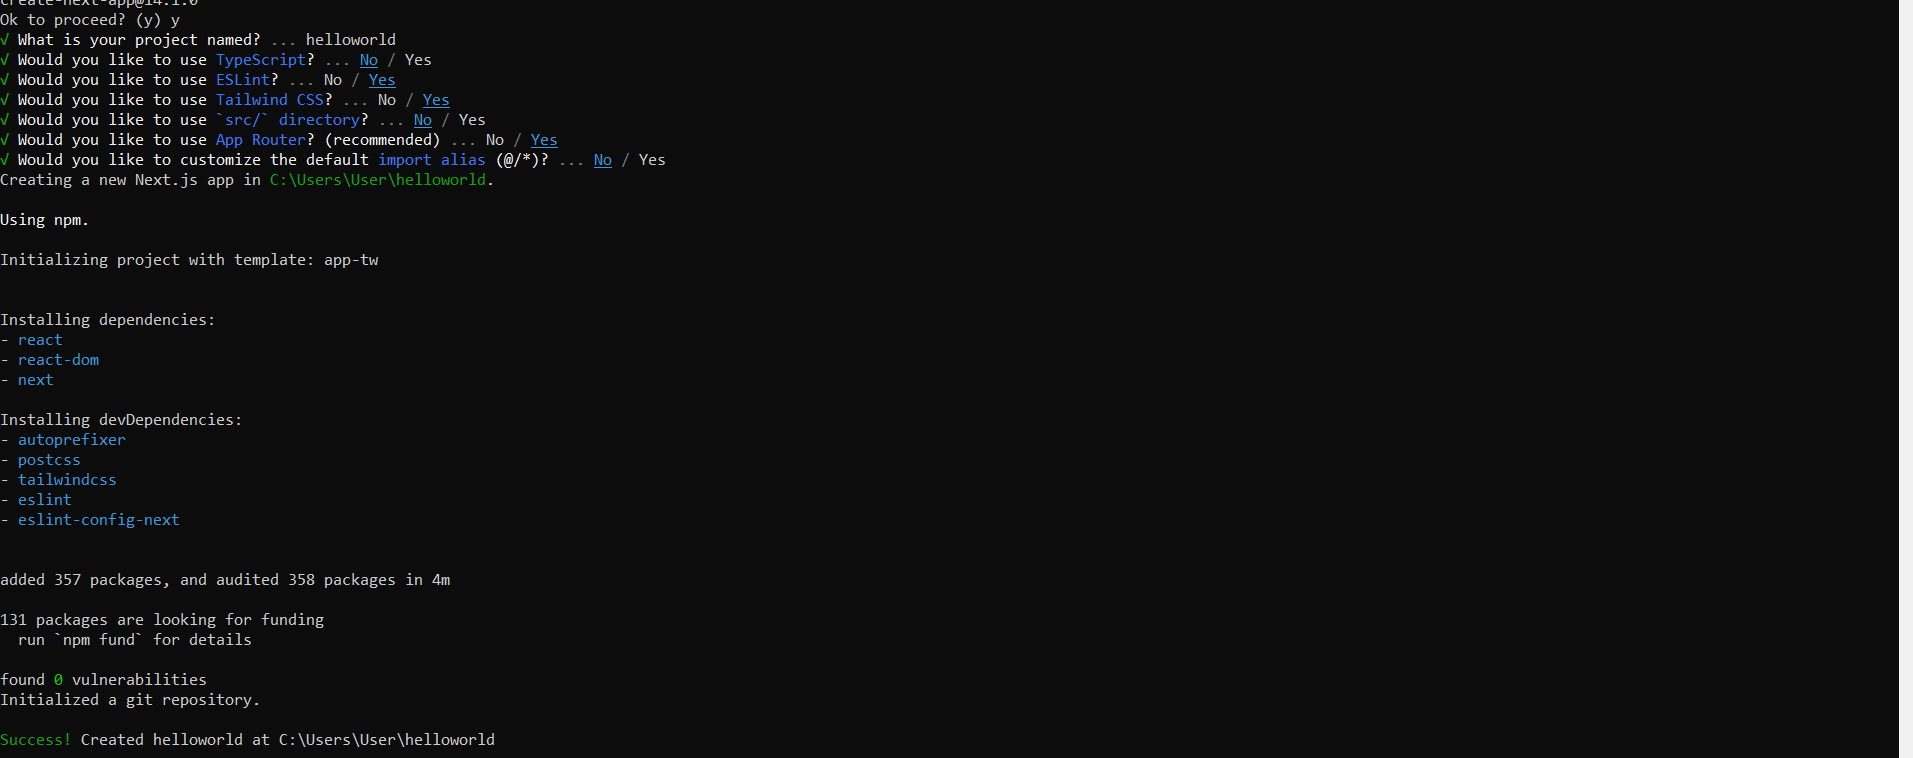 create-next-app@14.1.0
Ok to proceed? (y) y
√ What is your project named? ... helloworld
√ Would you like to use TypeScript? ... No / Yes
√ Would you like to use ESLint? ... No / Yes
√ Would you like to use Tailwind CSS? ... No / Yes
√ Would you like to use `src/` directory? ... No / Yes
√ Would you like to use App Router? (recommended) ... No / Yes
√ Would you like to customize the default import alias (@/*)? ... No / Yes
Creating a new Next.js app in C:\Users\User\helloworld.
Using npm.
Initializing project with template: app-tw
Installing dependencies:
- react
- react-dom
- next
Installing devDependencies:
- autoprefixer
- postcss
- tailwindcss
- eslint
- eslint-config-next
added 357 packages, and audited 358 packages in 4m
131 packages are looking for funding
run `npm fund` for details
found 0 vulnerabilities
Initialized a git repository.
Success! Created helloworld at C:\Users\User\helloworld